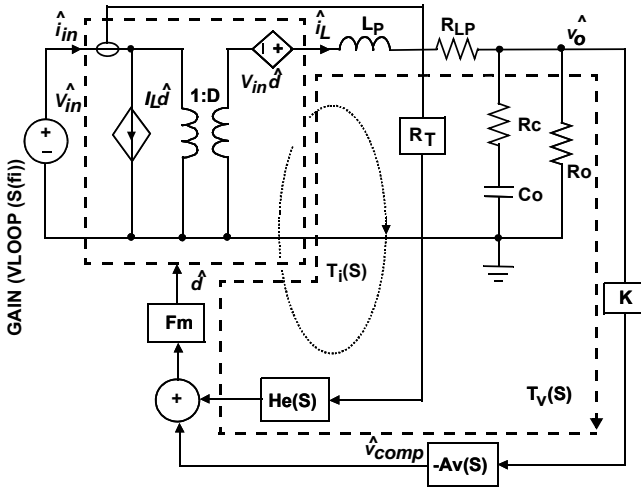 î_in
î_L
L_P
R_LP
v̂_o
V̂_in
I_L d̂
1:D
V_in d̂
+
−
− +
R_T
Rc
Ro
Co
T_i(S)
K
GAIN (VLOOP (S(fi))
d̂
Fm
+
He(S)
T_v(S)
v̂_comp
-Av(S)